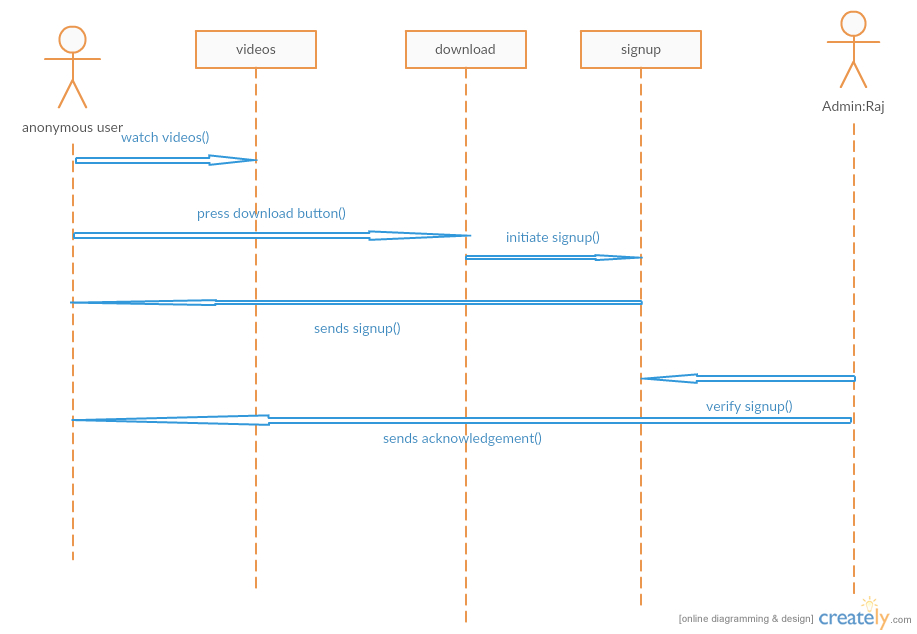 videos
download
signup
anonymous user
Admin:Raj
watch videos()
press download button()
initiate signup()
sends signup()
verify signup()
sends acknowledgement()
[online diagramming & design] creately.com